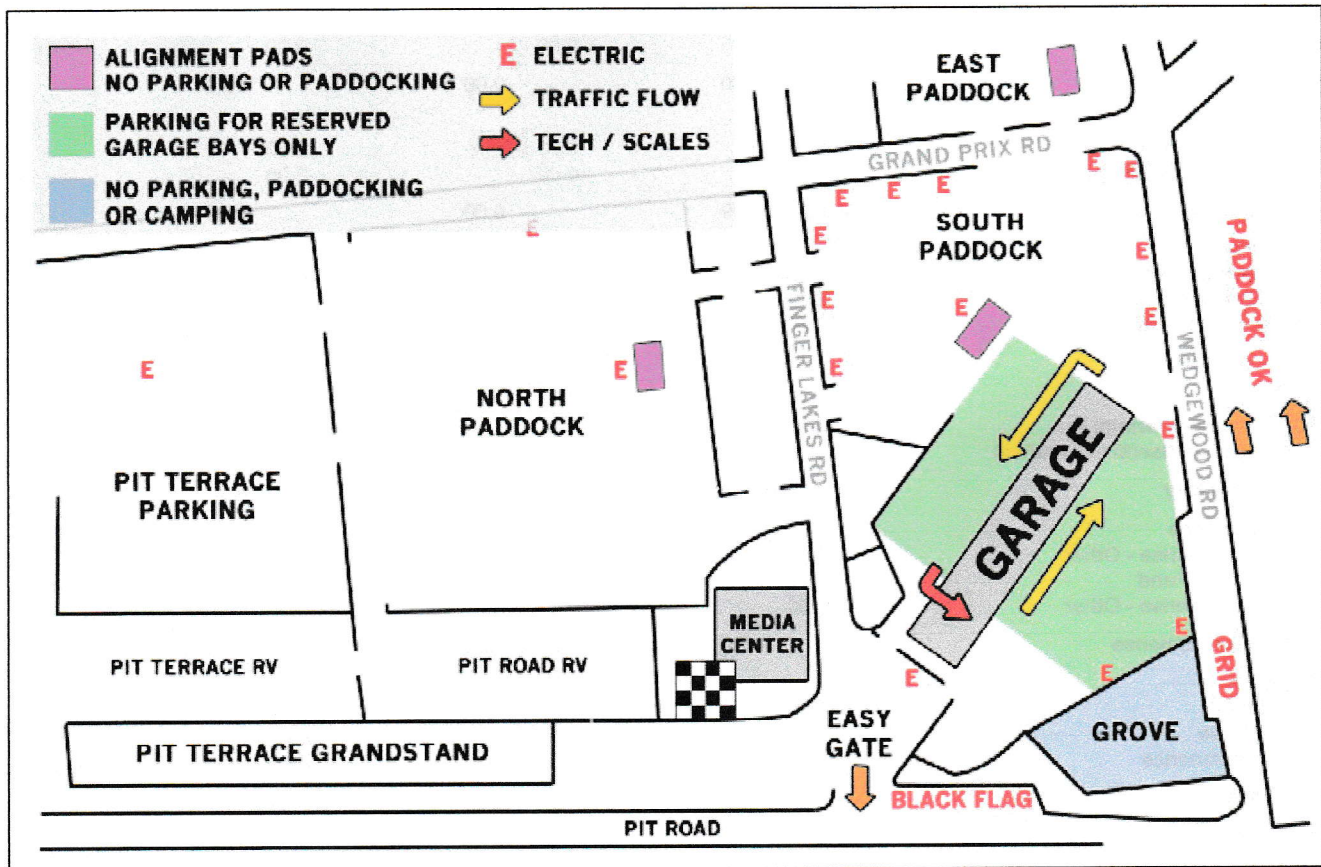 ALIGNMENT PADS
NO PARKING OR PADDOCKING
PARKING FOR RESERVED
GARAGE BAYS ONLY
NO PARKING, PADDOCKING
OR CAMPING
E ELECTRIC
TRAFFIC FLOW
TECH / SCALES
EAST
PADDOCK
GRAND PRIX RD
E
E
E
E
E
E
SOUTH
PADDOCK
E
E
E
E
E
E
E
E
E
E
E
FINGER LAKES RD
WEDGEWOOD RD
PADDOCK OK
NORTH
PADDOCK
PIT TERRACE
PARKING
GARAGE
E
MEDIA
CENTER
PIT TERRACE RV
PIT ROAD RV
E
E
GRID
EASY
GATE
GROVE
PIT TERRACE GRANDSTAND
BLACK FLAG
PIT ROAD